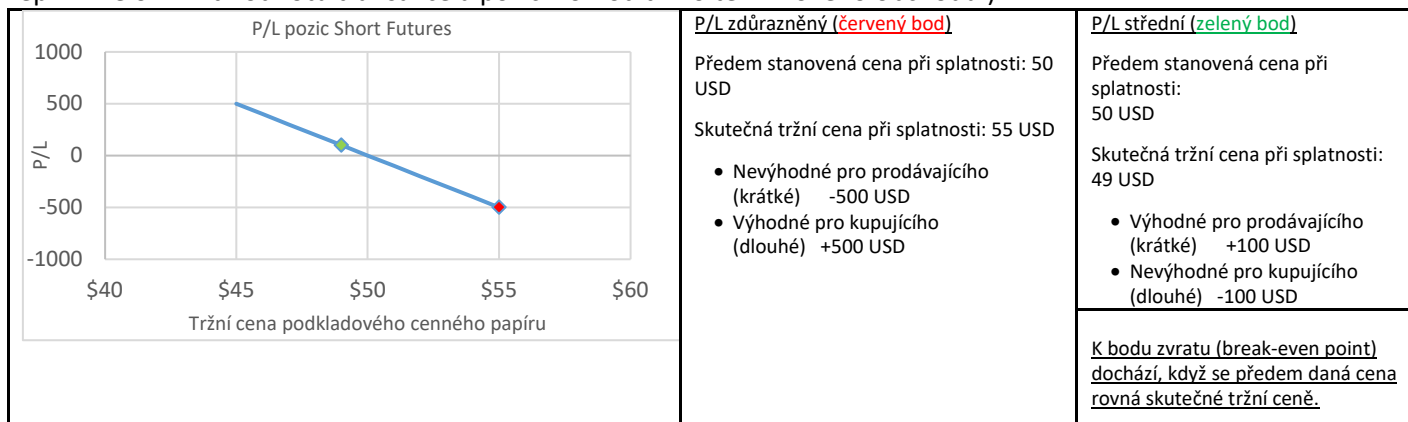 P/L pozic Short Futures
1000
500
0
-500
-1000
P/L
$40 $45 $50 $55 $60
Tržní cena podkladového cenného papíru
P/L zdůrazněný (červený bod)
Předem stanovená cena při splatnosti: 50
USD
Skutečná tržní cena při splatnosti: 55 USD
• Nevýhodné pro prodávajícího
(krátké) -500 USD
• Výhodné pro kupujícího
(dlouhé) +500 USD
P/L střední (zelený bod)
Předem stanovená cena při
splatnosti:
50 USD
Skutečná tržní cena při splatnosti:
49 USD
• Výhodné pro prodávajícího
(krátké) +100 USD
• Nevýhodné pro kupujícího
(dlouhé) -100 USD
K bodu zvratu (break-even point)
dochází, když se předem daná cena
rovná skutečné tržní ceně.